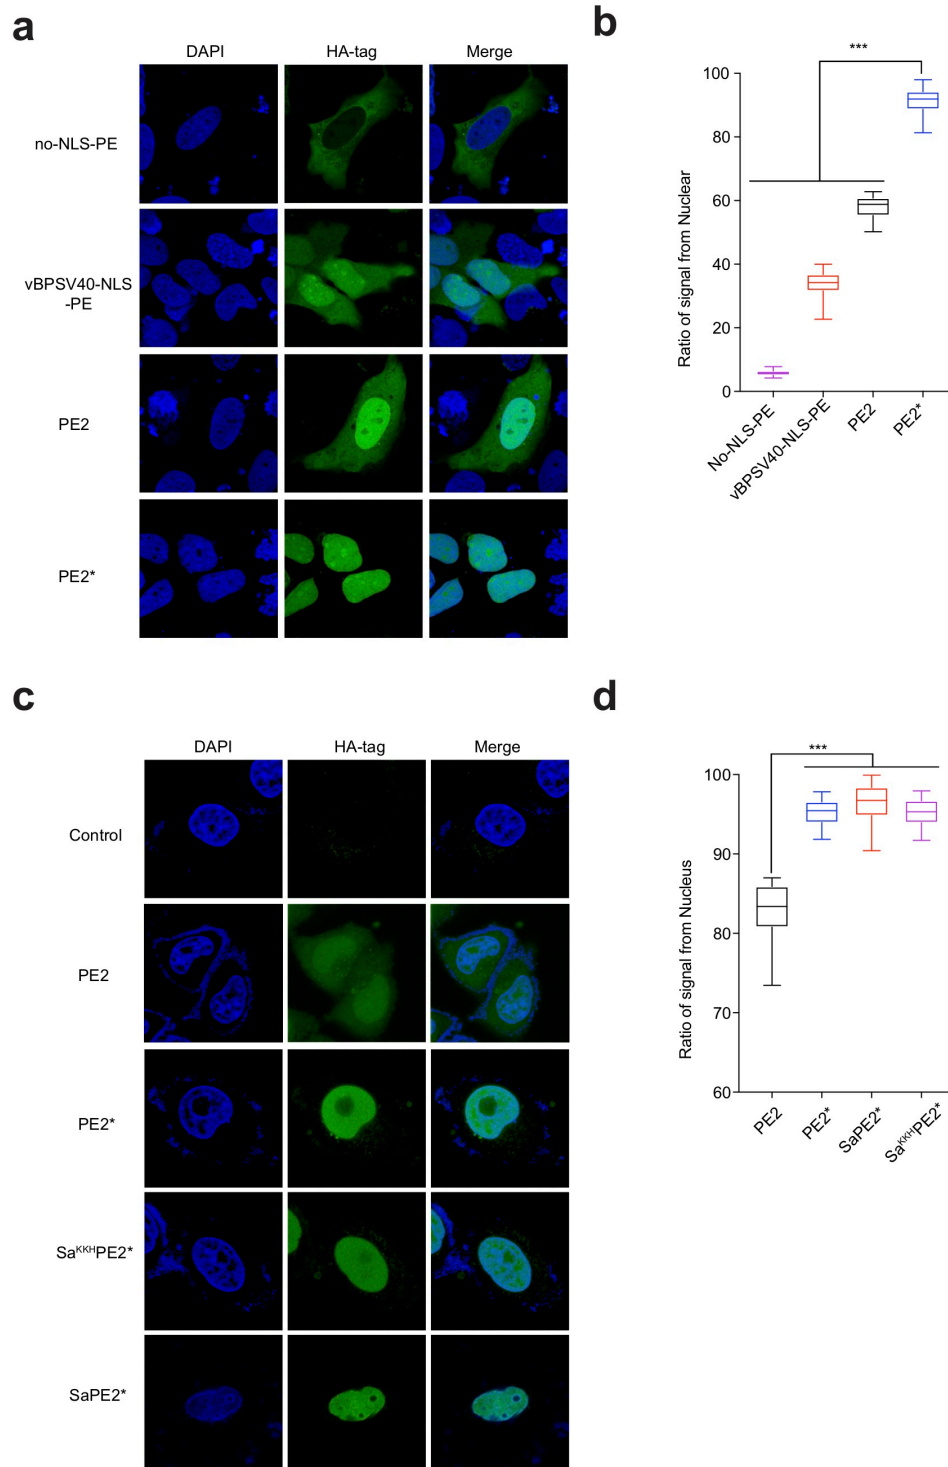 a
DAPI HA-tag Merge
no-NLS-PE
vBPSV40-NLS
-PE
PE2
PE2*
b
***
100
80
60
40
20
0
Ratio of signal from Nuclear
No-NLS-PE
vBPSV40-NLS-PE
PE2
PE2*
c
DAPI HA-tag Merge
Control
PE2
PE2*
SaKKHPE2*
SaPE2*
d
***
100
90
80
70
60
Ratio of signal from Nucleus
PE2
PE2*
SaPE2*
SaKKHPE2*